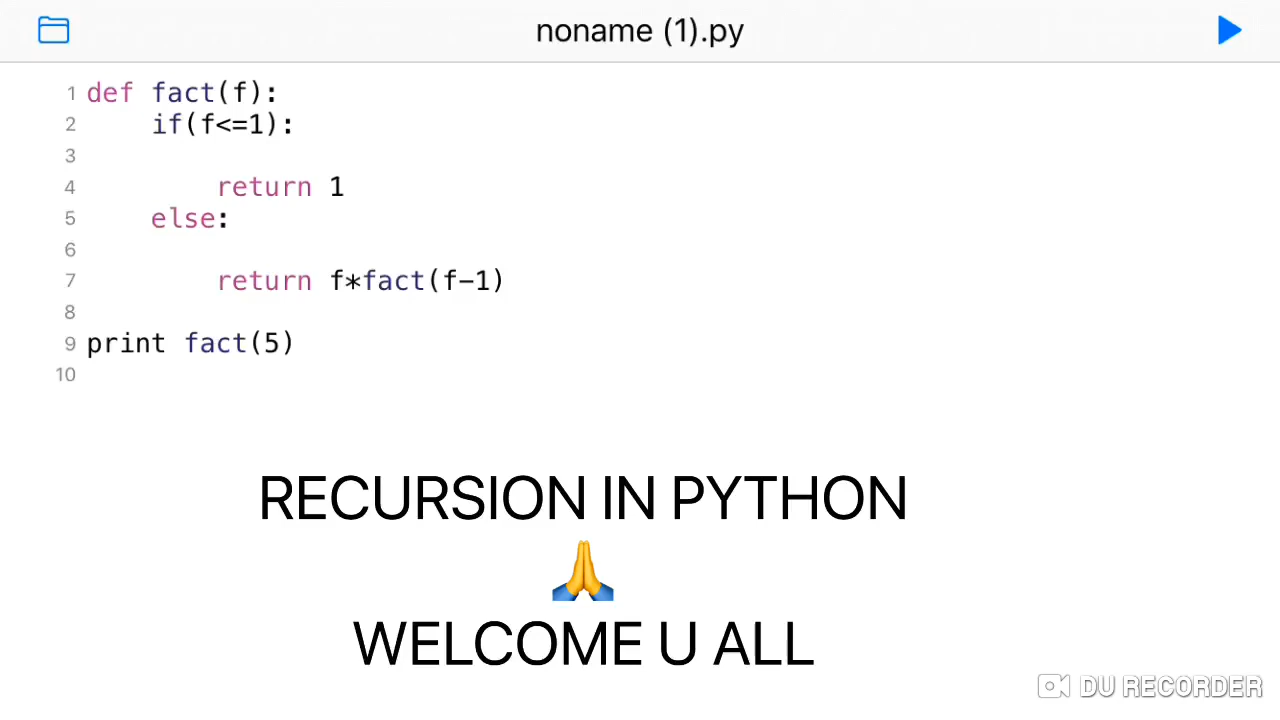 noname (1).py
1 def fact(f):
2     if(f<=1):
3
4         return 1
5     else:
6
7         return f*fact(f-1)
8
9 print fact(5)
10
RECURSION IN PYTHON
🙏
WELCOME U ALL
DU RECORDER